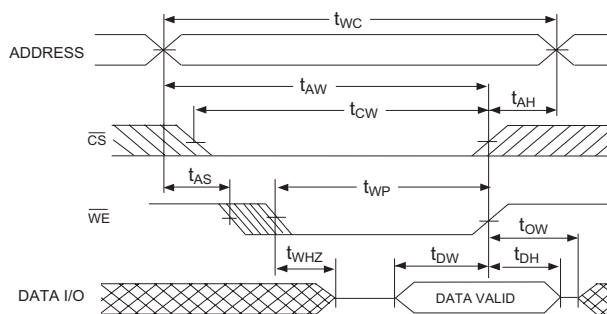 tWC
ADDRESS
tAW
tCW
tAH
CS
tAS
tWP
WE
tOW
tWHZ
tDW
tDH
DATA I/O
DATA VALID